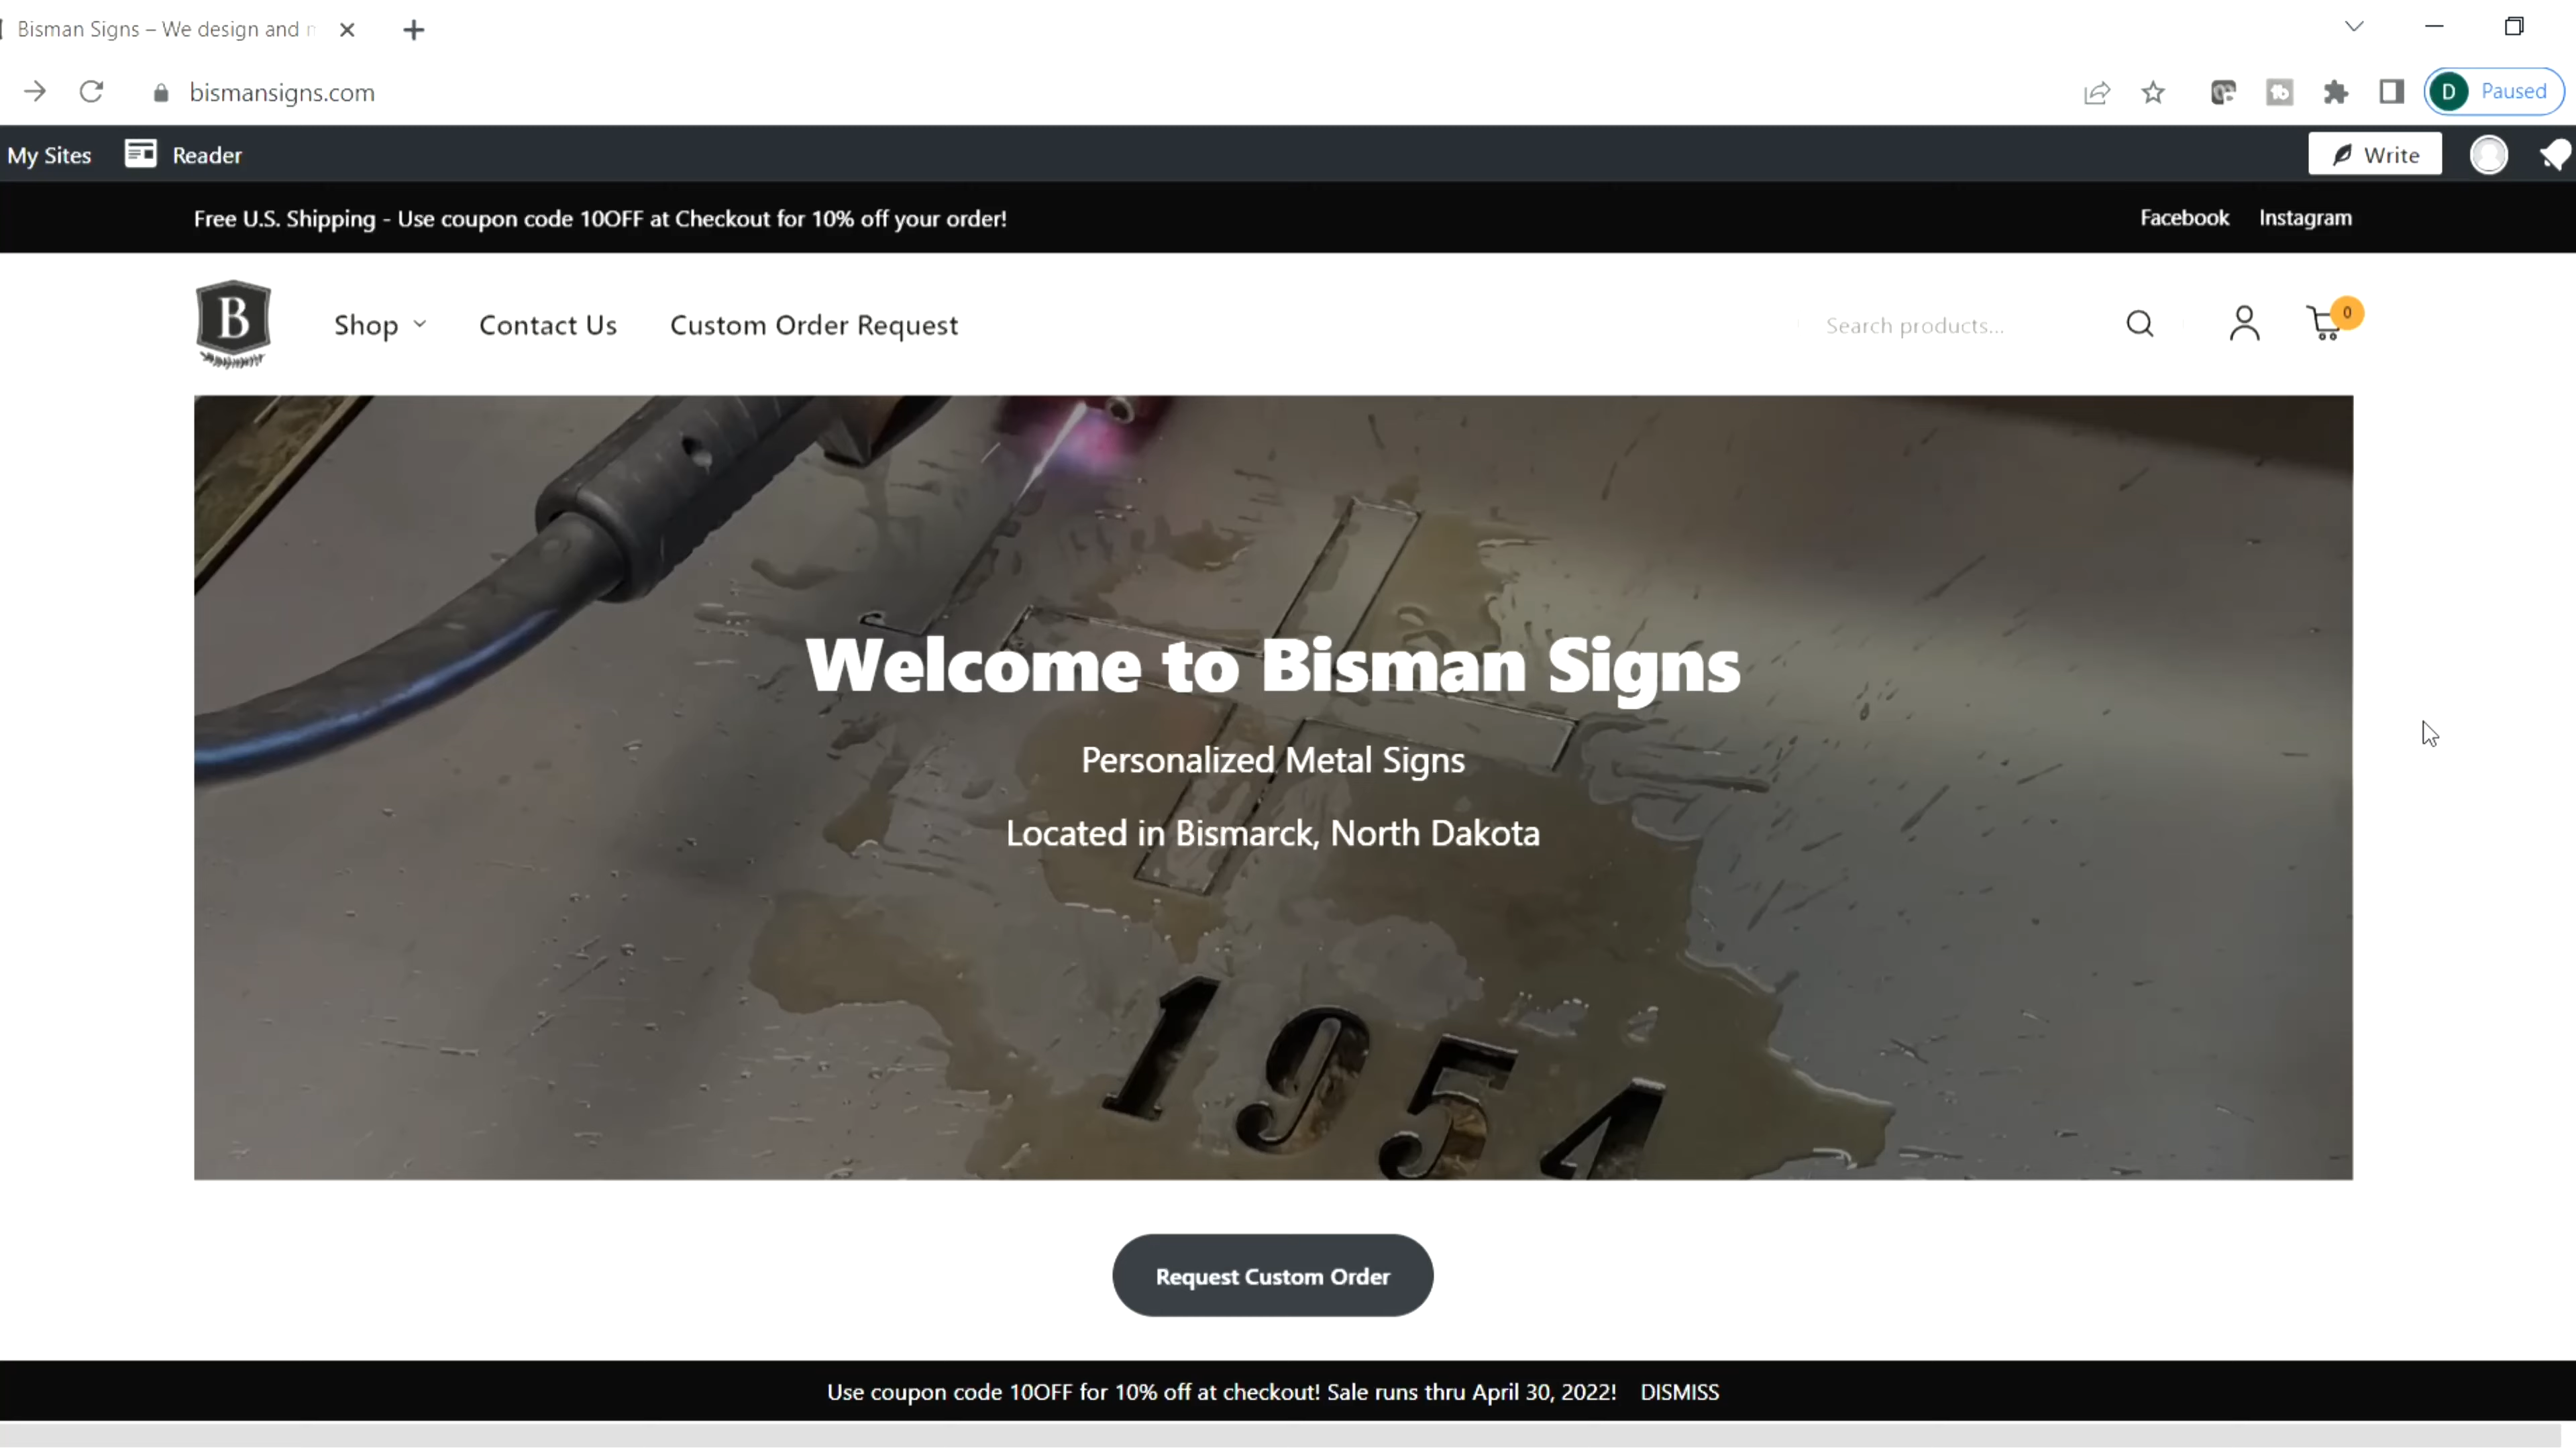 Bisman Signs – We design and m
bismansigns.com
D Paused
My Sites Reader Write
Free U.S. Shipping - Use coupon code 10OFF at Checkout for 10% off your order! Facebook Instagram
B Shop Contact Us Custom Order Request Search products... 0
Welcome to Bisman Signs
Personalized Metal Signs
Located in Bismarck, North Dakota
1954
Request Custom Order
Use coupon code 10OFF for 10% off at checkout! Sale runs thru April 30, 2022! DISMISS